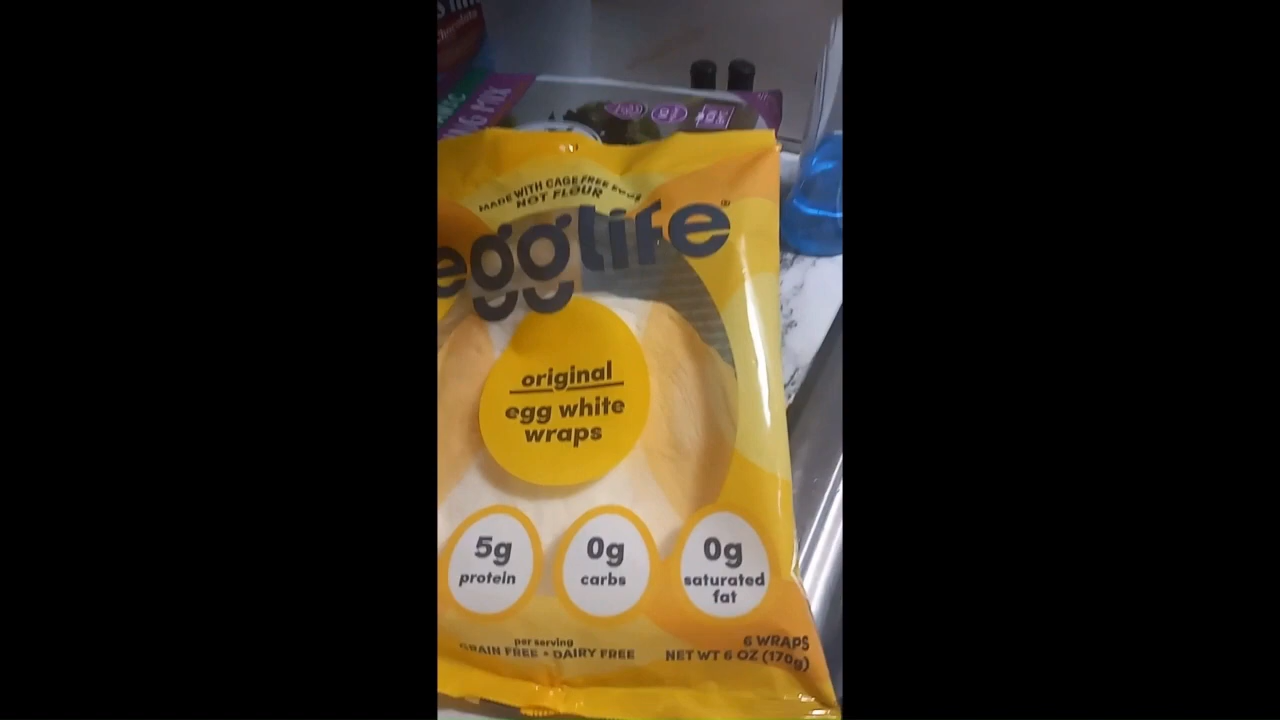 Chocolate
MADE WITH CAGE FREE EGGS
NOT FLOUR
egglife®
original
egg white
wraps
5g
protein
0g
carbs
0g
saturated
fat
per serving
GRAIN FREE • DAIRY FREE
6 WRAPS
NET WT 6 OZ (170g)